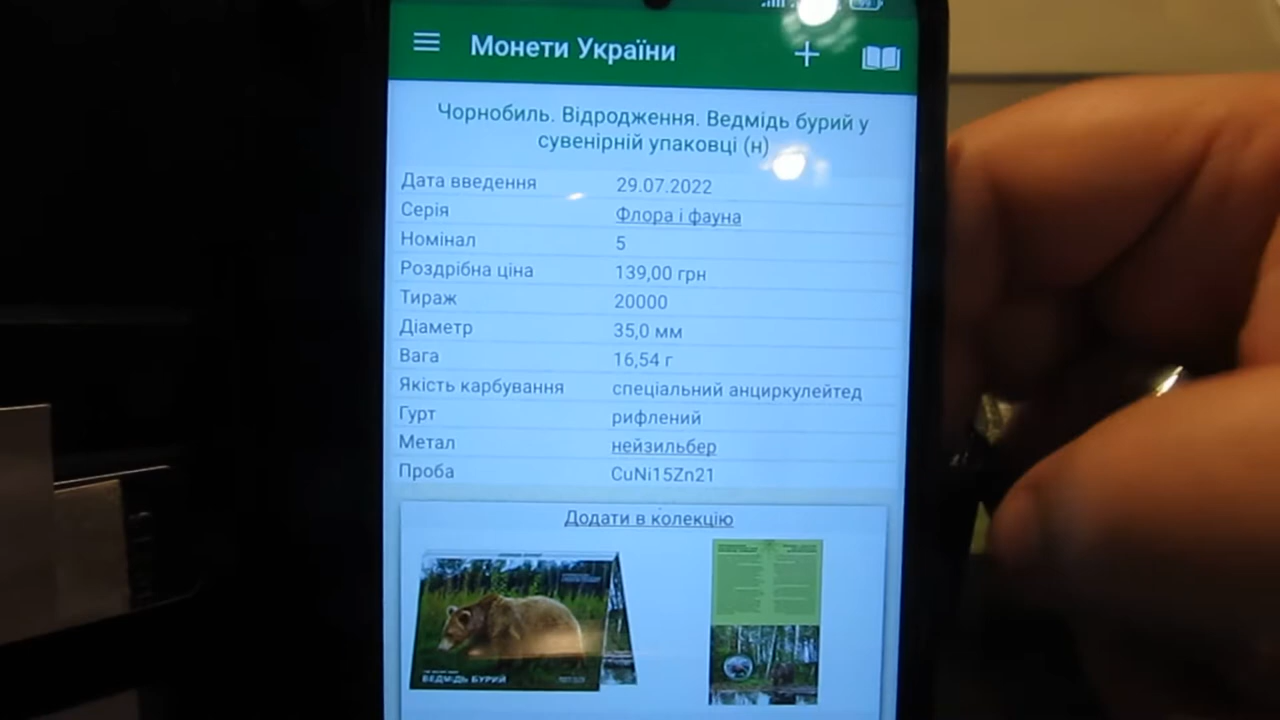 Монети України
Чорнобиль. Відродження. Ведмідь бурий у
сувенірній упаковці (н)
Дата введення 29.07.2022
Серія Флора і фауна
Номінал 5
Роздрібна ціна 139,00 грн
Тираж 20000
Діаметр 35,0 мм
Вага 16,54 г
Якість карбування спеціальний анциркулейтед
Гурт рифлений
Метал нейзильбер
Проба CuNi15Zn21
Додати в колекцію
ВЕДМІДЬ БУРИЙ